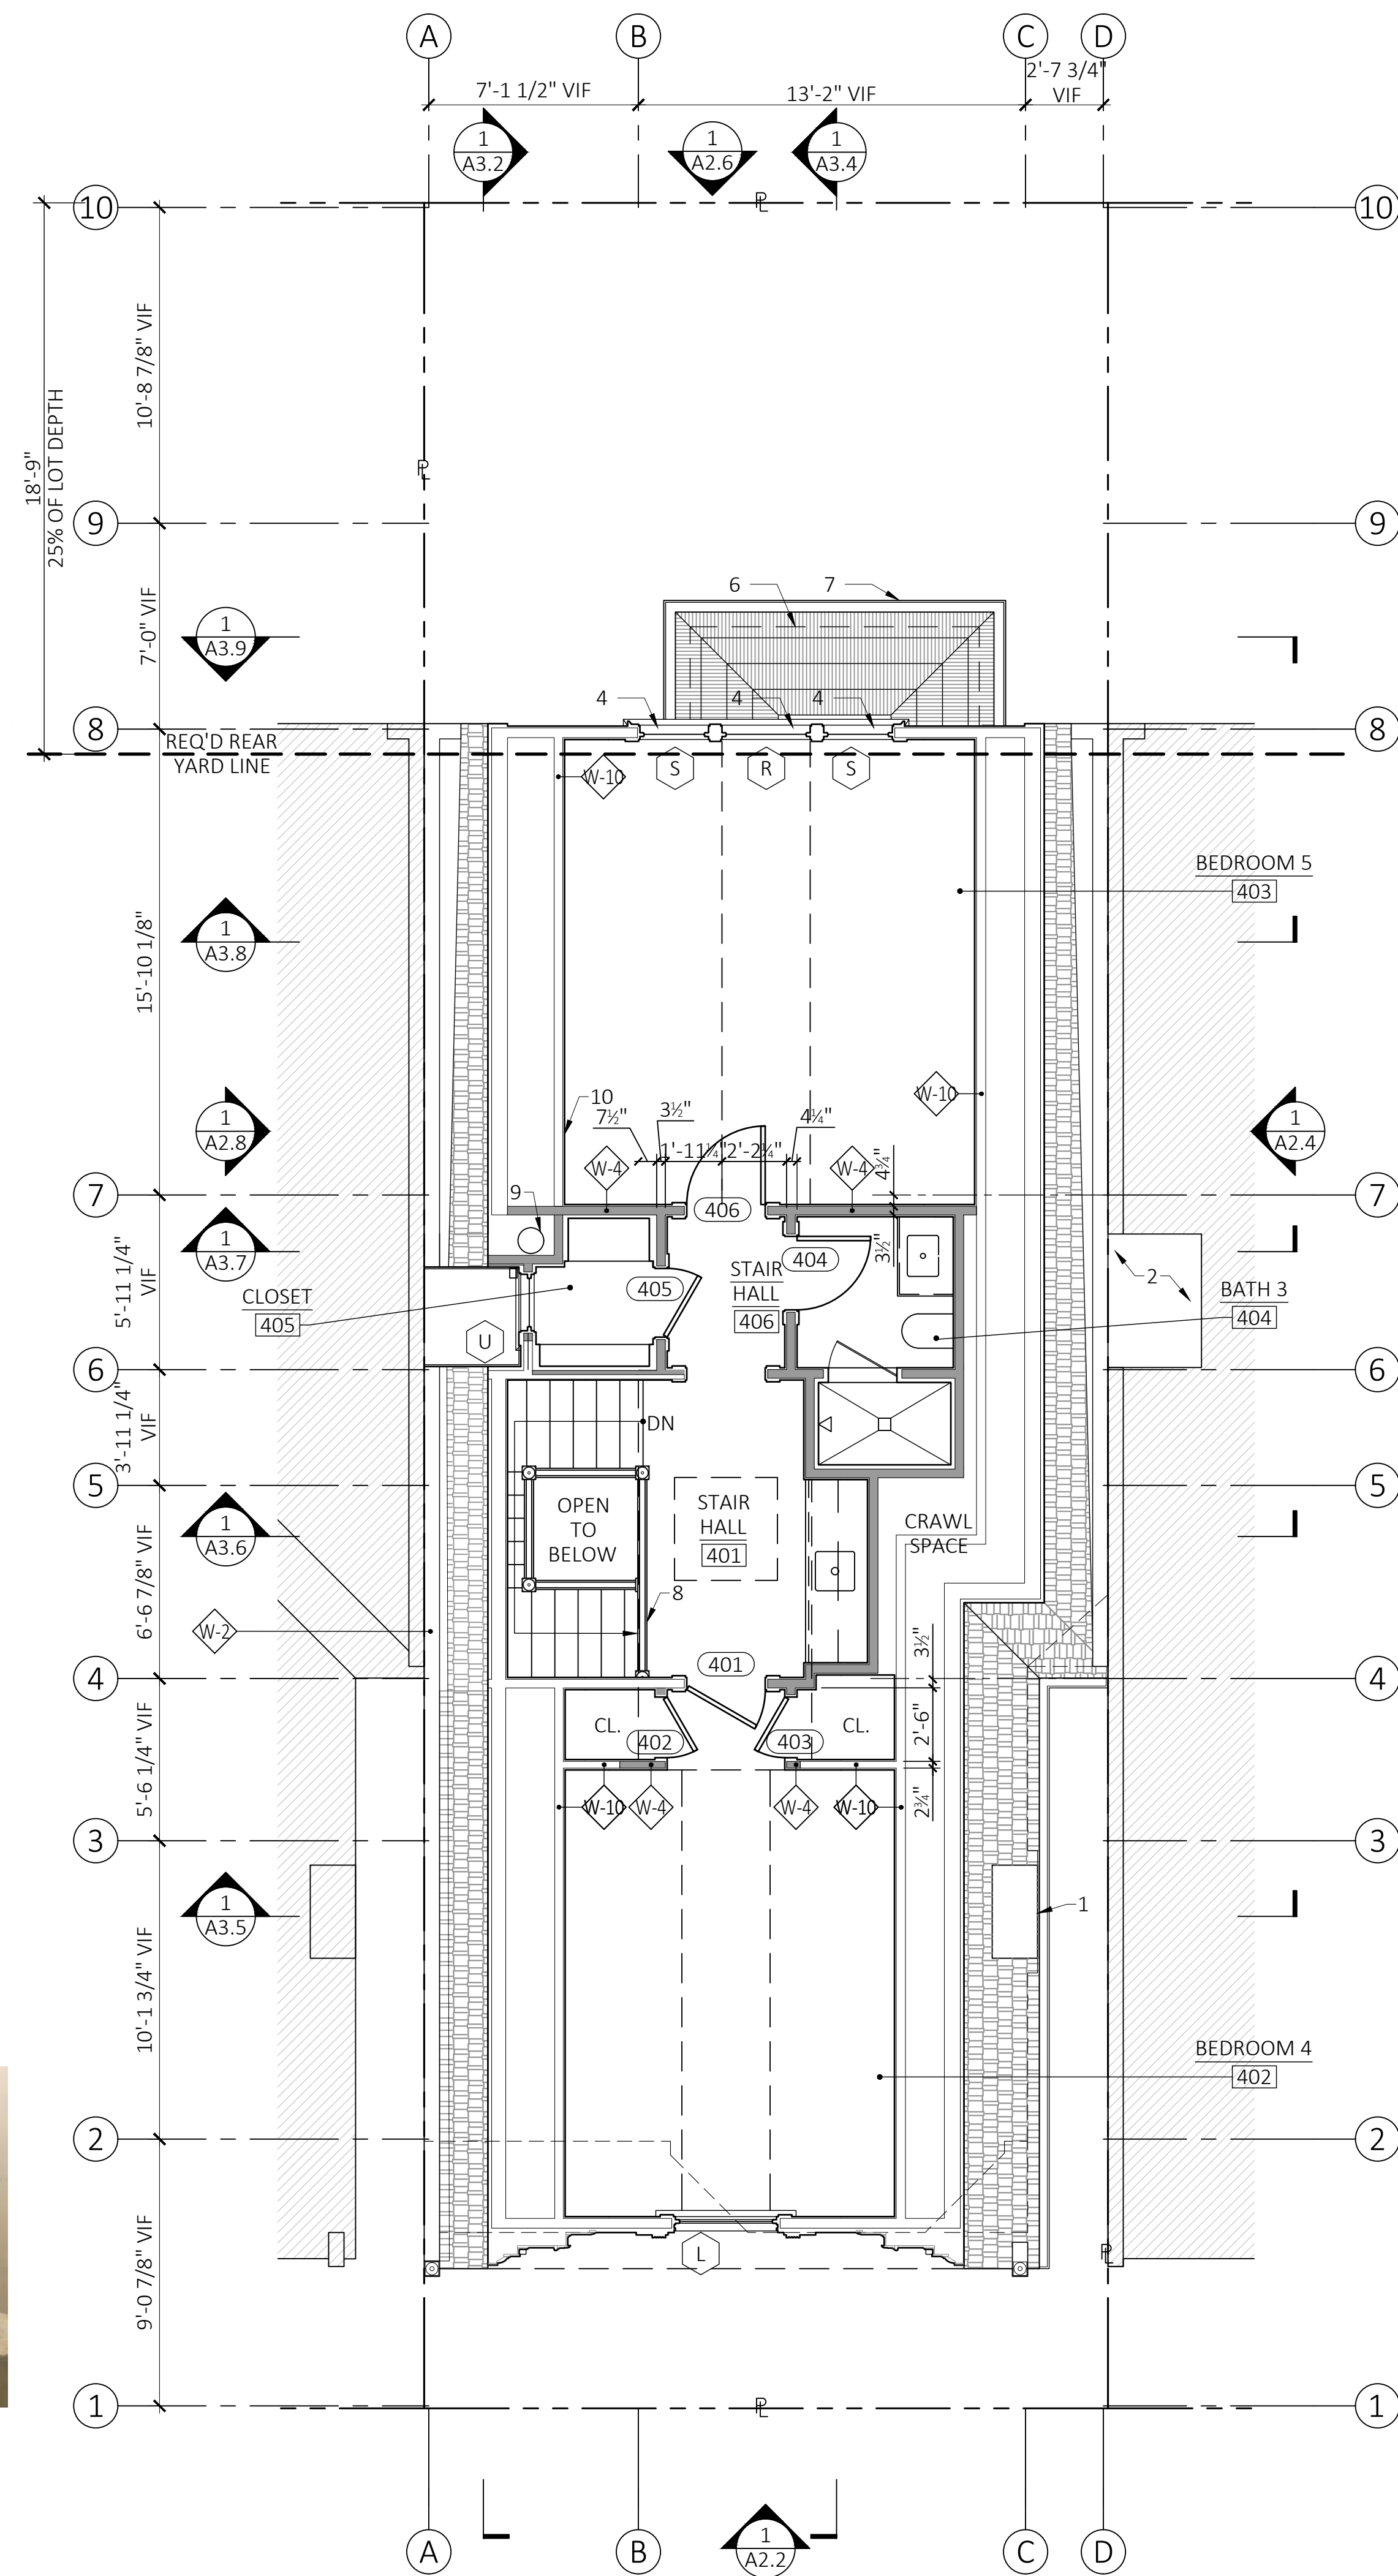 A
B
C
D
7'-1 1/2" VIF
13'-2" VIF
2'-7 3/4"
VIF
1
A3.2
1
A2.6
1
A3.4
10
10
PL
10'-8 7/8" VIF
18'-9"
25% OF LOT DEPTH
PL
9
9
7'-0" VIF
1
A3.9
6
7
4
4
4
8
8
REQ'D REAR
YARD LINE
W-10
S
R
S
BEDROOM 5
403
15'-10 1/8"
1
A3.8
W-10
10
7½"
3½"
4¼"
1'-11¼"
2'-2¼"
4¾"
1
A2.8
1
A2.4
W-4
W-4
7
7
9
406
3½"
1
A3.7
5'-11 1/4"
VIF
CLOSET
405
405
STAIR
HALL
406
404
2
BATH 3
404
U
6
6
3'-11 1/4"
VIF
DN
5
5
OPEN
TO
BELOW
STAIR
HALL
401
CRAWL
SPACE
1
A3.6
6'-6 7/8" VIF
8
W-2
401
3½"
4
4
CL.
402
403
CL.
2'-6"
5'-6 1/4" VIF
W-10
W-4
W-4
W-10
2¾"
3
3
1
A3.5
1
10'-1 3/4" VIF
BEDROOM 4
402
2
2
L
PL
9'-0 7/8" VIF
1
1
PL
A
B
C
D
1
A2.2